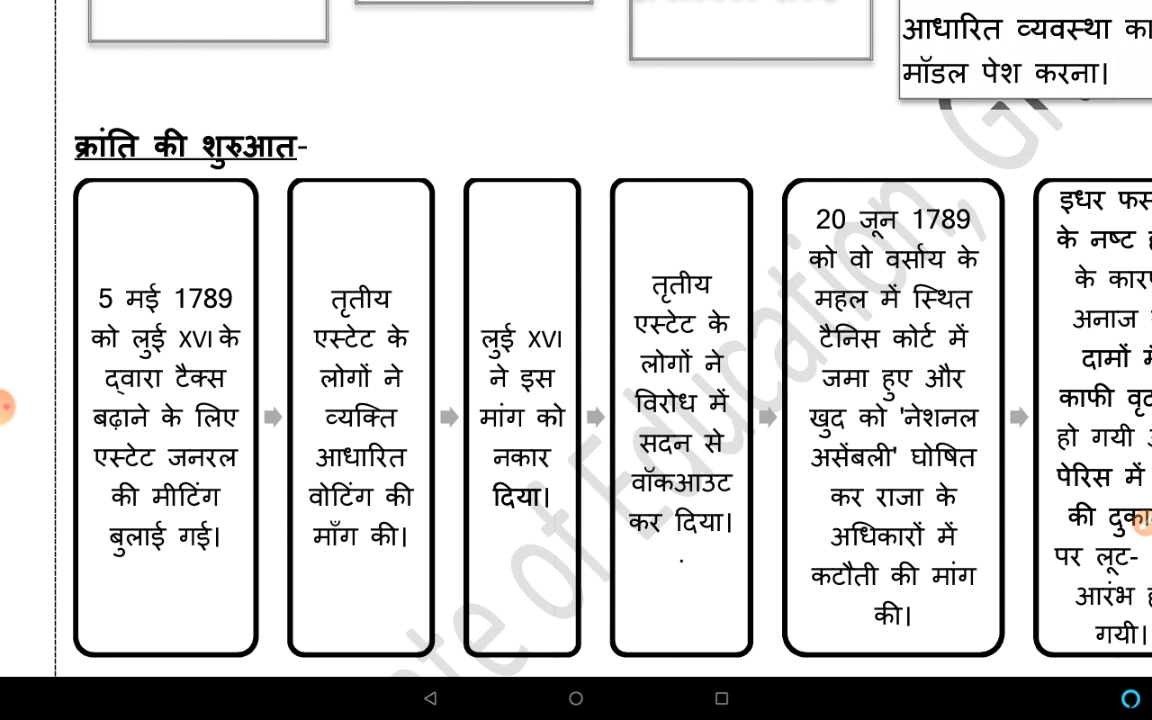 आधारित व्यवस्था का
मॉडल पेश करना।
क्रांति की शुरुआत-
5 मई 1789
को लुई XVI के
द्वारा टैक्स
बढ़ाने के लिए
एस्टेट जनरल
की मीटिंग
बुलाई गई।
तृतीय
एस्टेट के
लोगों ने
व्यक्ति
आधारित
वोटिंग की
माँग की।
लुई XVI
ने इस
मांग को
नकार
दिया।
तृतीय
एस्टेट के
लोगों ने
विरोध में
सदन से
वॉकआउट
कर दिया।
.
20 जून 1789
को वो वर्साय के
महल में स्थित
टैनिस कोर्ट में
जमा हुए और
खुद को 'नेशनल
असेंबली' घोषित
कर राजा के
अधिकारों में
कटौती की मांग
की।
इधर
के नष्ट
के
अनाज
दामों
काफी
हो गयी
पेरिस में
की
पर लूट-
आरंभ
गयी।
of Education,